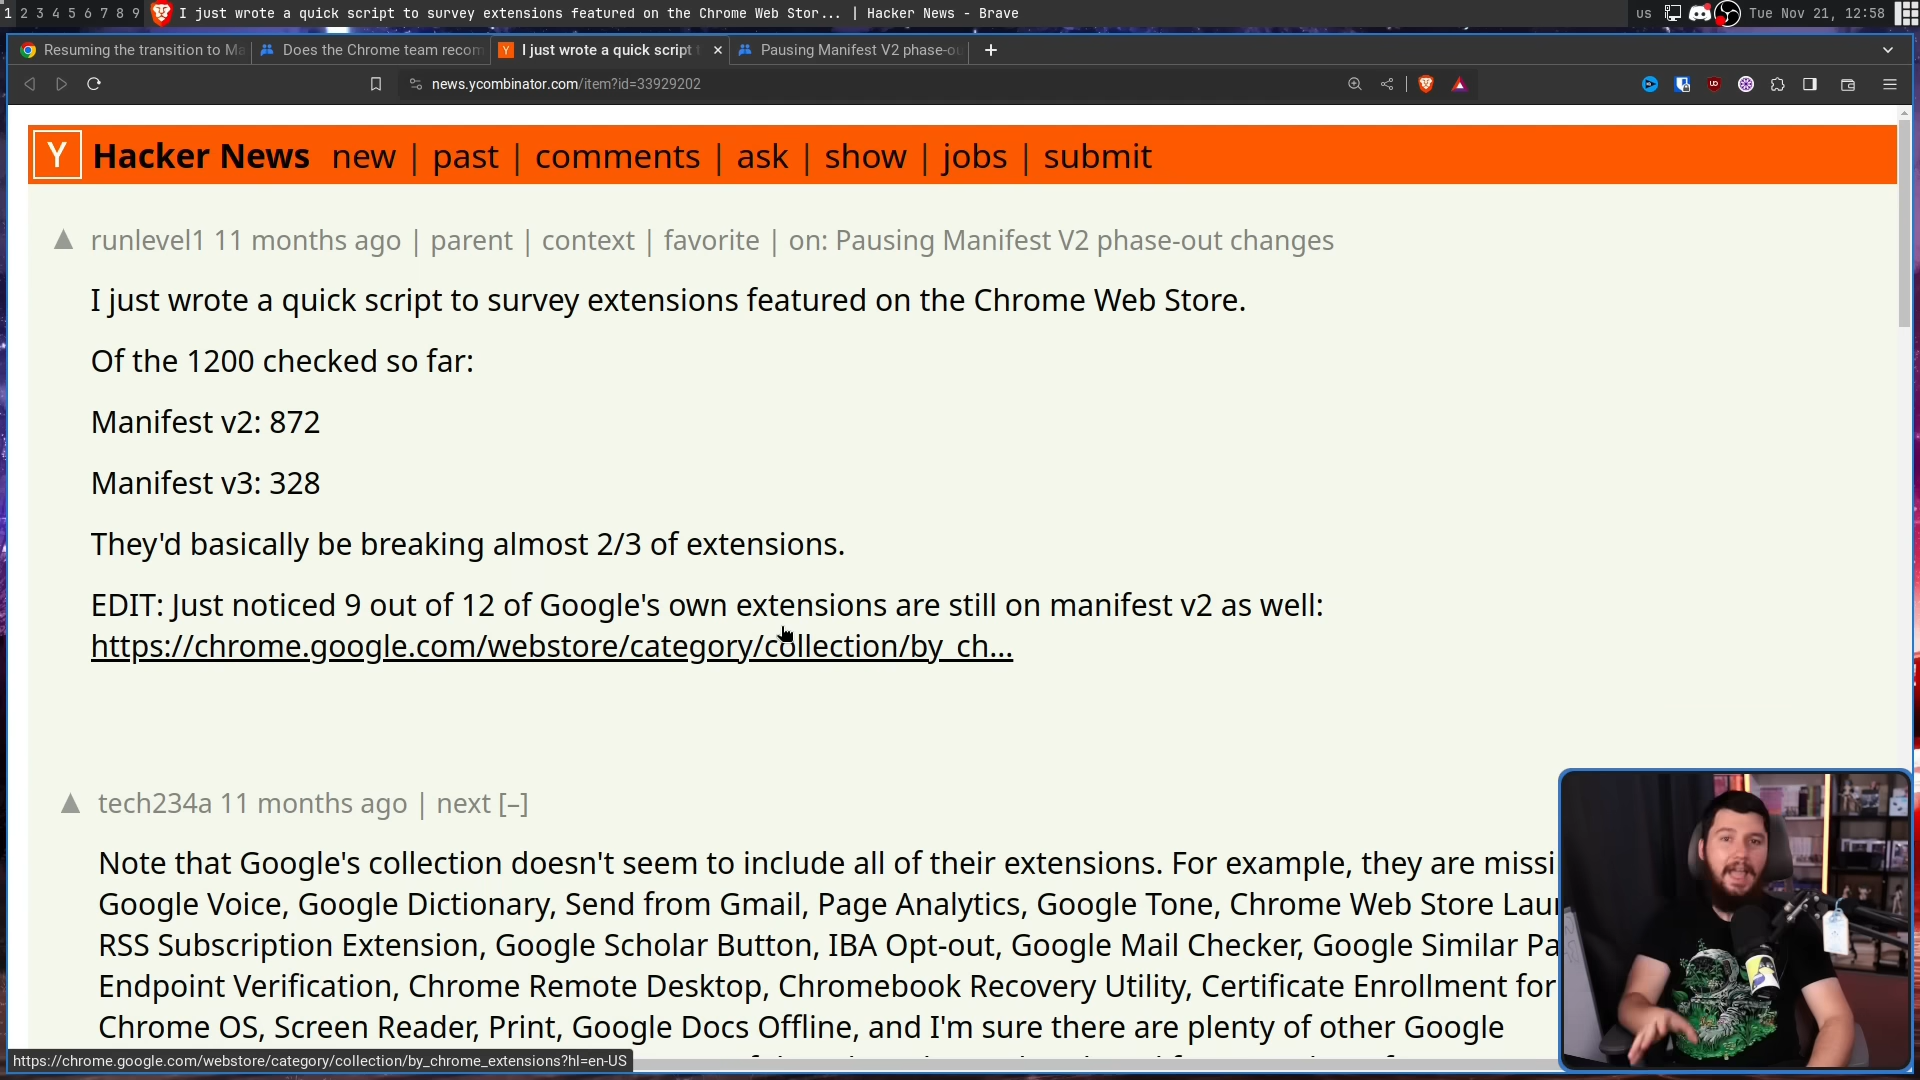 1 2 3 4 5 6 7 8 9 I just wrote a quick script to survey extensions featured on the Chrome Web Stor... | Hacker News - Brave us Tue Nov 21, 12:58
Resuming the transition to Ma Does the Chrome team recom I just wrote a quick script t Pausing Manifest V2 phase-ou
news.ycombinator.com/item?id=33929202
Y Hacker News new | past | comments | ask | show | jobs | submit
runlevel1 11 months ago | parent | context | favorite | on: Pausing Manifest V2 phase-out changes
I just wrote a quick script to survey extensions featured on the Chrome Web Store.
Of the 1200 checked so far:
Manifest v2: 872
Manifest v3: 328
They'd basically be breaking almost 2/3 of extensions.
EDIT: Just noticed 9 out of 12 of Google's own extensions are still on manifest v2 as well:
https://chrome.google.com/webstore/category/collection/by_ch...
tech234a 11 months ago | next [–]
Note that Google's collection doesn't seem to include all of their extensions. For example, they are missi
Google Voice, Google Dictionary, Send from Gmail, Page Analytics, Google Tone, Chrome Web Store Laun
RSS Subscription Extension, Google Scholar Button, IBA Opt-out, Google Mail Checker, Google Similar Pa
Endpoint Verification, Chrome Remote Desktop, Chromebook Recovery Utility, Certificate Enrollment for
Chrome OS, Screen Reader, Print, Google Docs Offline, and I'm sure there are plenty of other Google
https://chrome.google.com/webstore/category/collection/by_chrome_extensions?hl=en-US